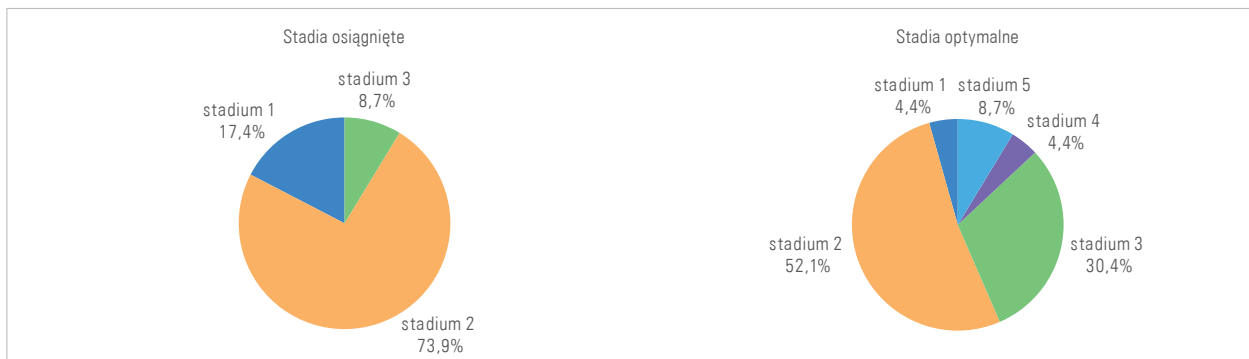 Stadia osiągnięte
stadium 3
8,7%
stadium 1
17,4%
stadium 2
73,9%
Stadia optymalne
stadium 1
4,4%
stadium 5
8,7%
stadium 4
4,4%
stadium 2
52,1%
stadium 3
30,4%